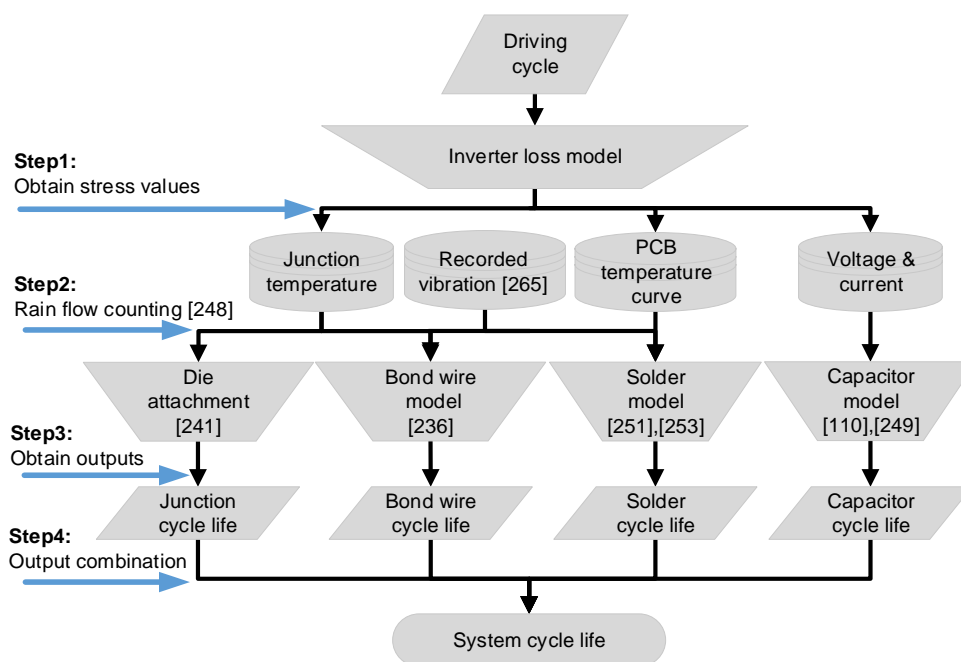 Driving
cycle
Inverter loss model
Step1:
Obtain stress values
Junction
temperature
Recorded
vibration [265]
PCB
temperature
curve
Voltage &
current
Step2:
Rain flow counting [248]
Die
attachment
[241]
Bond wire
model
[236]
Solder
model
[251],[253]
Capacitor
model
[110],[249]
Step3:
Obtain outputs
Junction
cycle life
Bond wire
cycle life
Solder
cycle life
Capacitor
cycle life
Step4:
Output combination
System cycle life